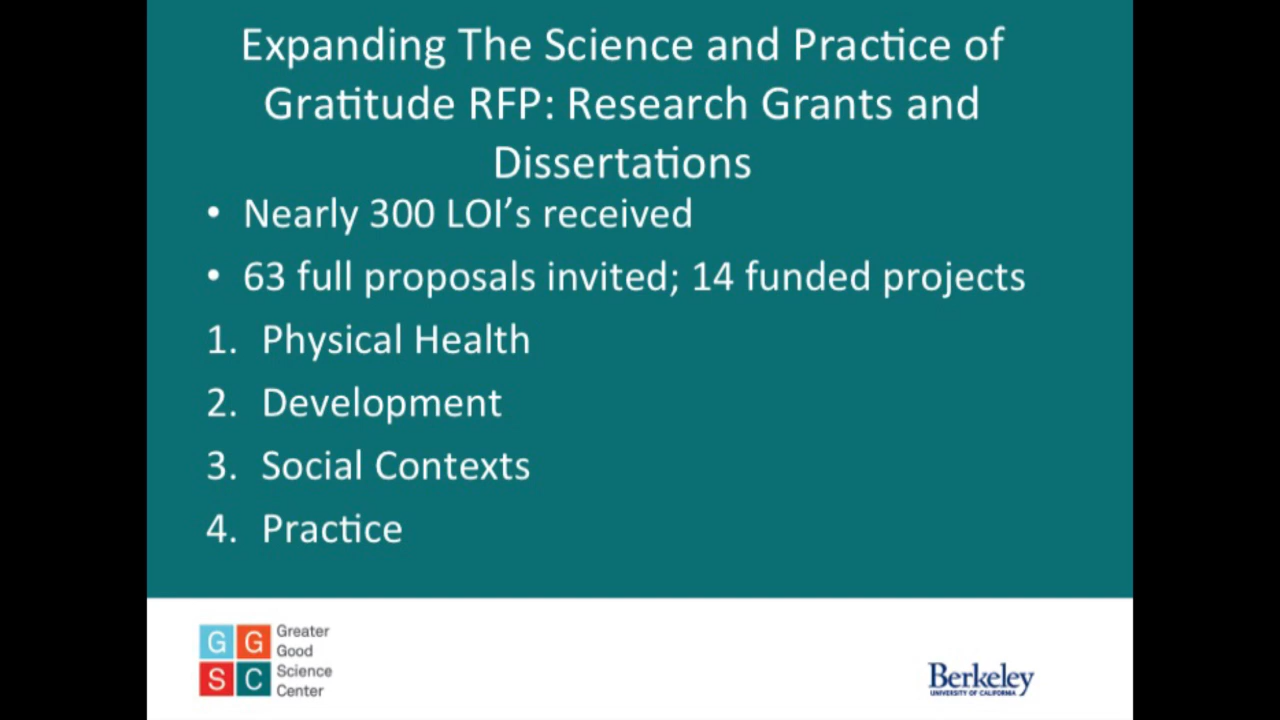 Expanding The Science and Practice of
Gratitude RFP: Research Grants and
Dissertations
• Nearly 300 LOI’s received
• 63 full proposals invited; 14 funded projects
1. Physical Health
2. Development
3. Social Contexts
4. Practice
G G
S C
Greater
Good
Science
Center
Berkeley
UNIVERSITY OF CALIFORNIA